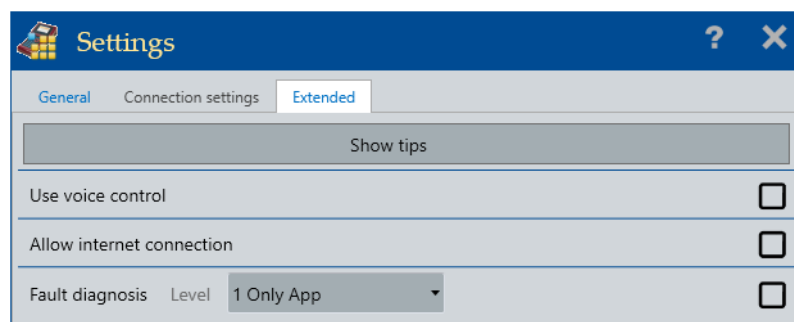 Settings ?
General Connection settings Extended
Show tips
Use voice control
Allow internet connection
Fault diagnosis Level 1 Only App